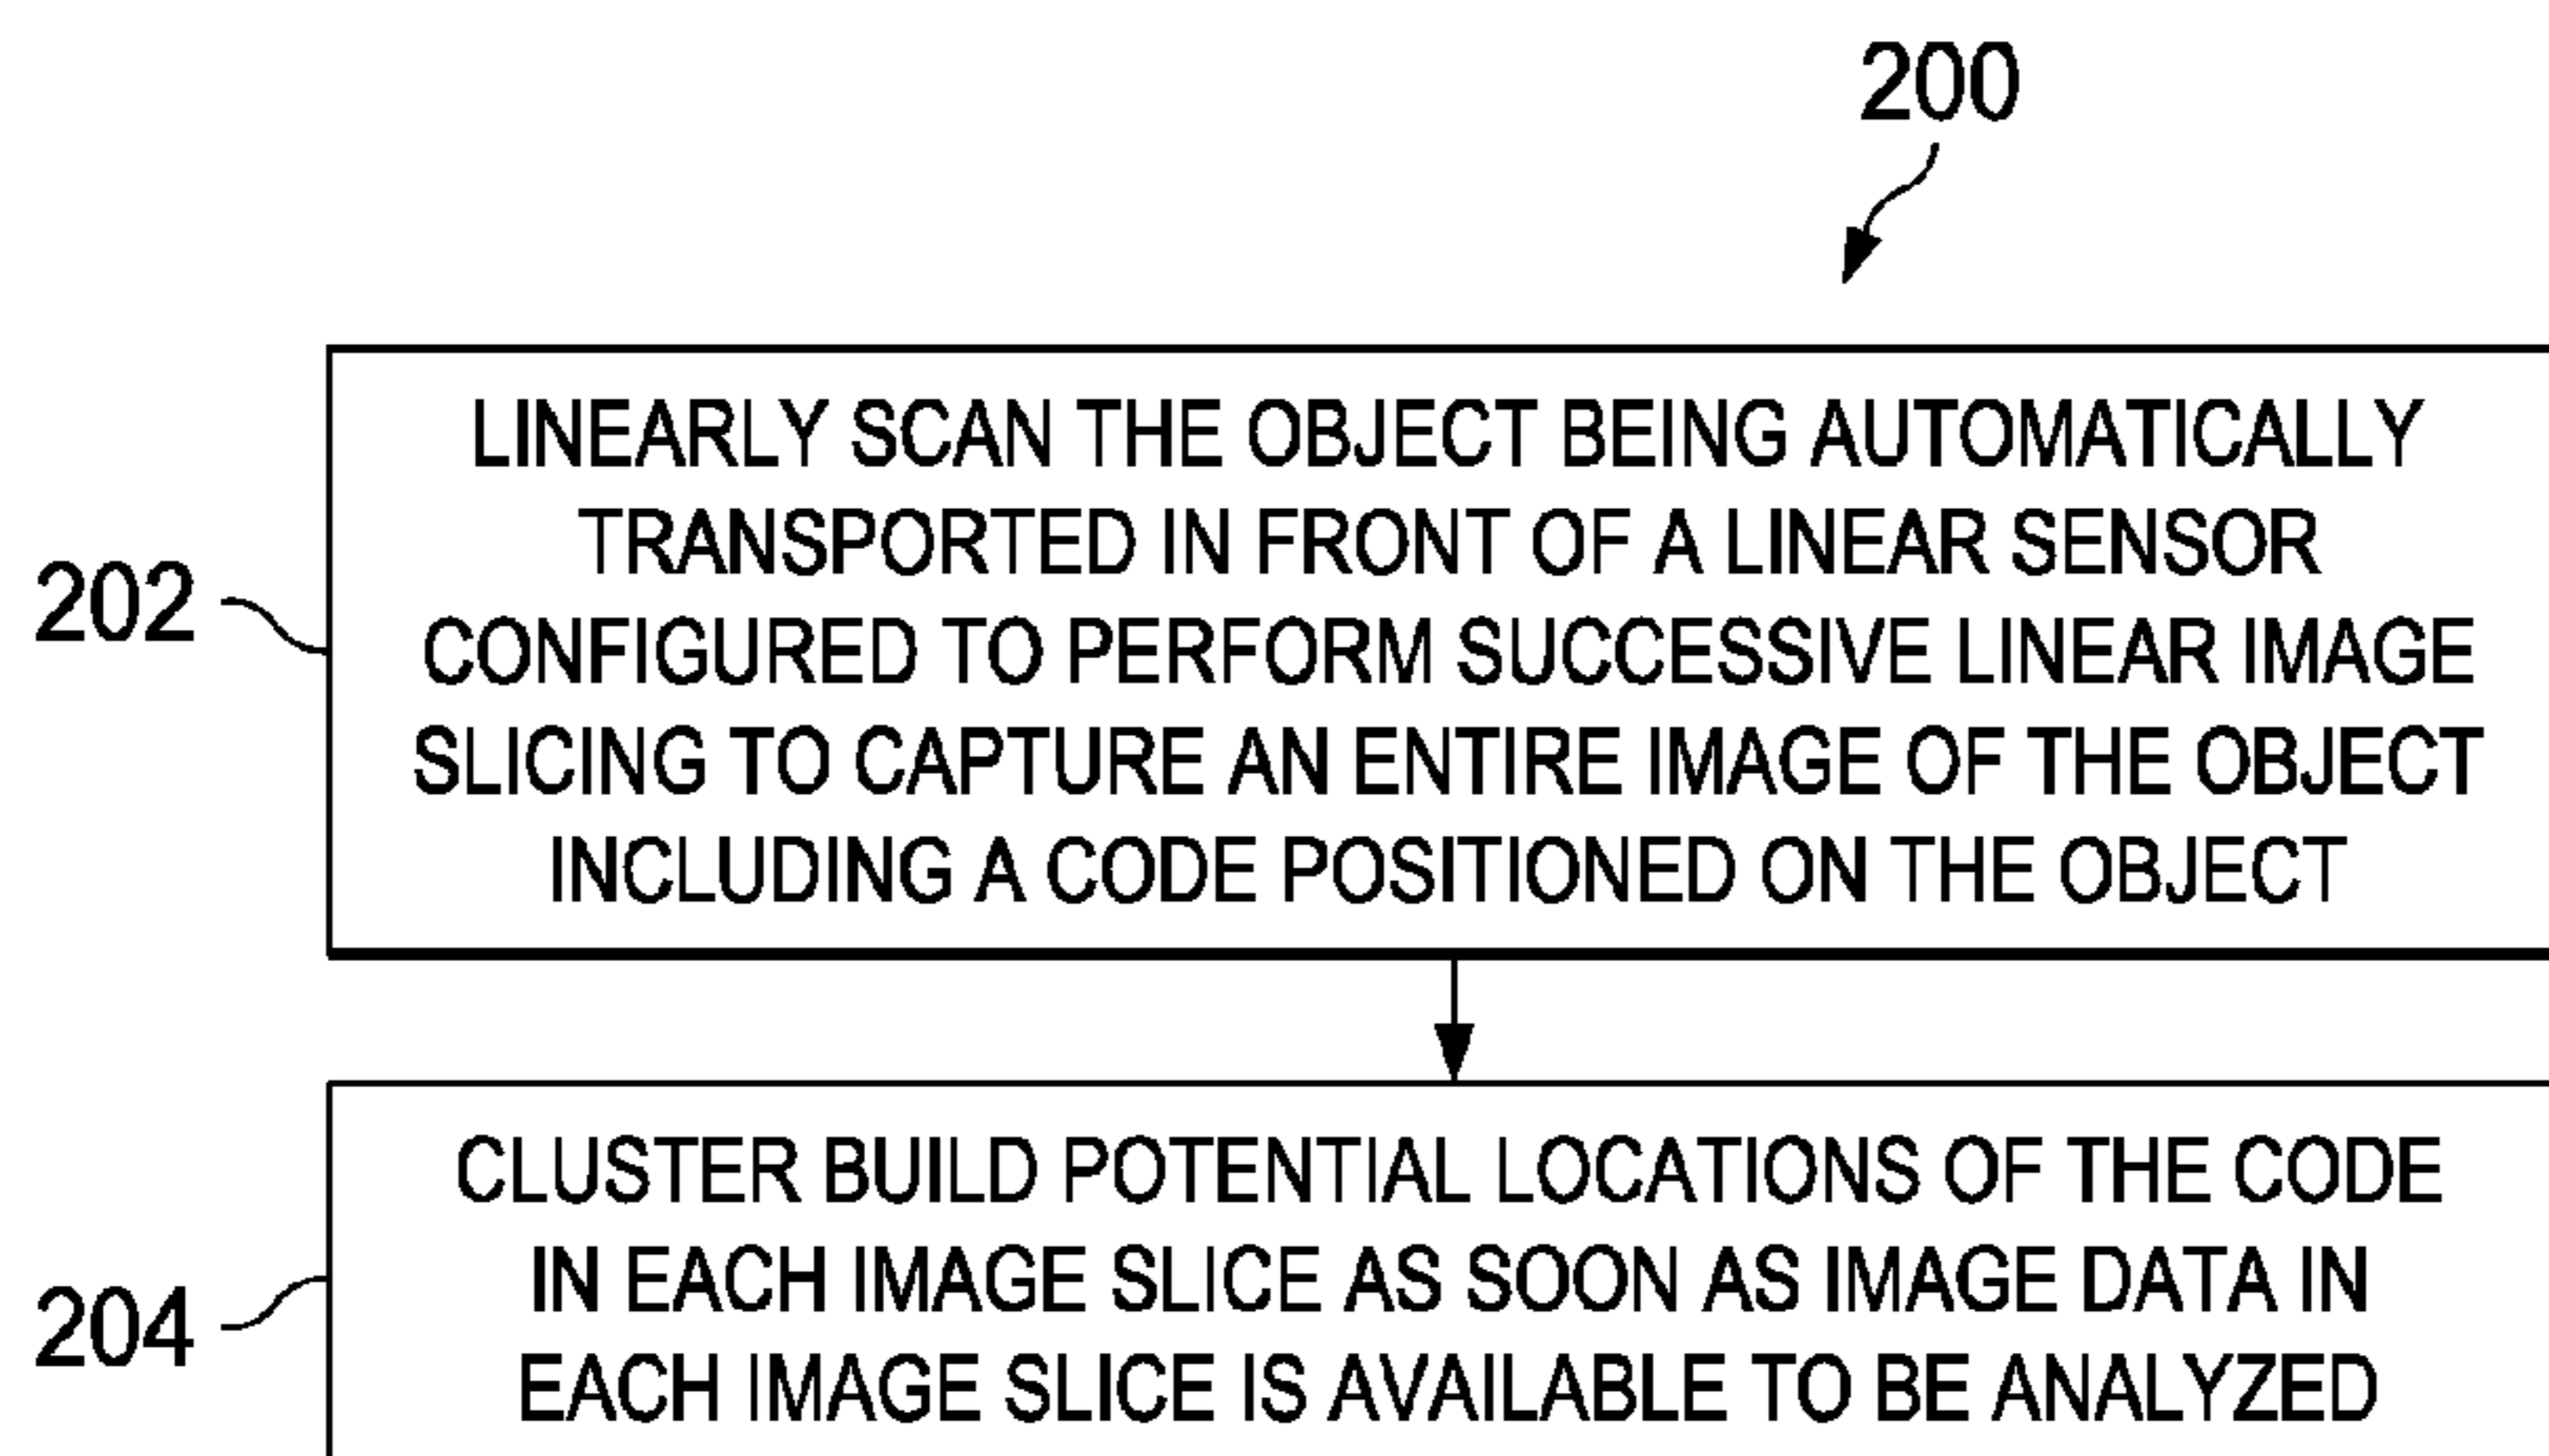 200
LINEARLY SCAN THE OBJECT BEING AUTOMATICALLY
TRANSPORTED IN FRONT OF A LINEAR SENSOR
202
CONFIGURED TO PERFORM SUCCESSIVE LINEAR IMAGE
SLICING TO CAPTURE AN ENTIRE IMAGE OF THE OBJECT
INCLUDING A CODE POSITIONED ON THE OBJECT
CLUSTER BUILD POTENTIAL LOCATIONS OF THE CODE
IN EACH IMAGE SLICE AS SOON AS IMAGE DATA IN
204
EACH IMAGE SLICE IS AVAILABLE TO BE ANALYZED